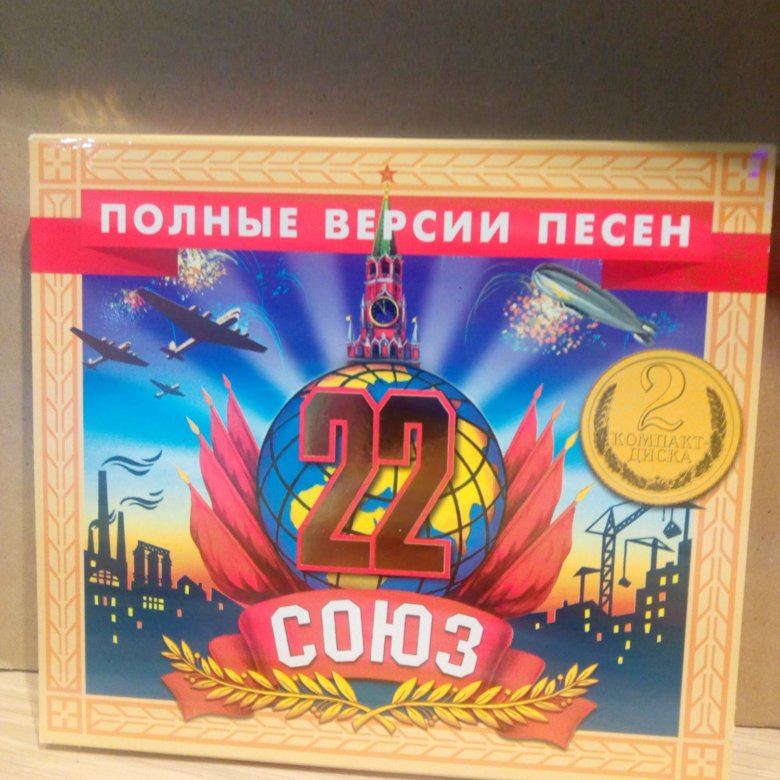 ПОЛНЫЕ ВЕРСИИ ПЕСЕН
22
2
КОМПАКТ-
ДИСКА
СОЮЗ